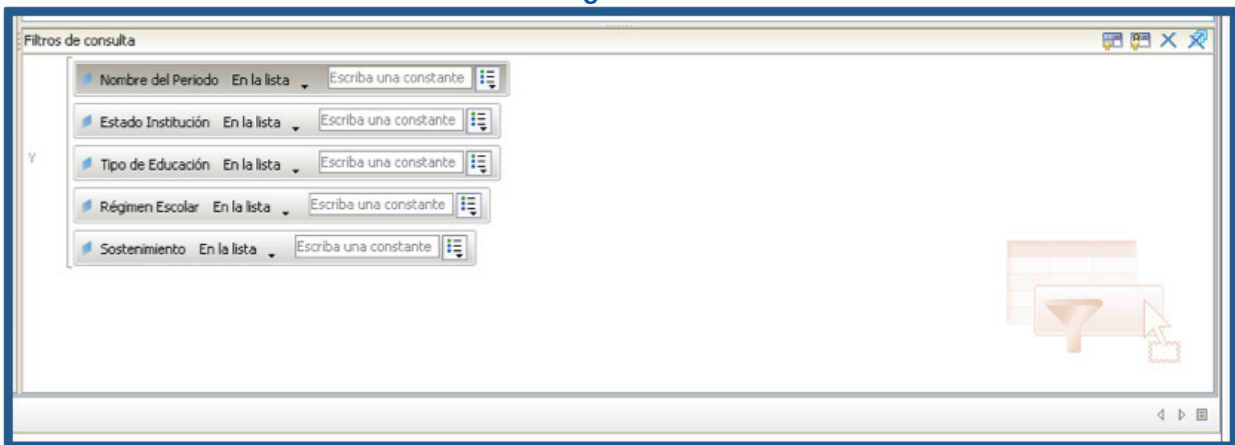 Filtros de consulta
Nombre del Periodo En la lista Escriba una constante
Estado Institución En la lista Escriba una constante
Y
Tipo de Educación En la lista Escriba una constante
Régimen Escolar En la lista Escriba una constante
Sostenimiento En la lista Escriba una constante